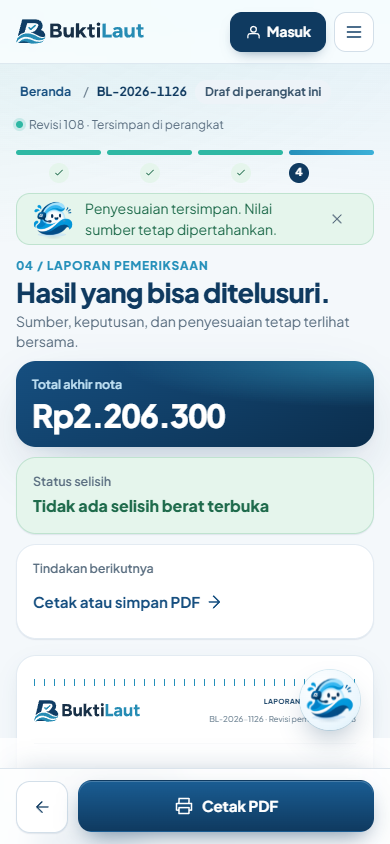 BuktiLaut
Masuk
Beranda / BL-2026-1126 Draf di perangkat ini
Revisi 108 · Tersimpan di perangkat
4
Penyesuaian tersimpan. Nilai
sumber tetap dipertahankan.
04 / LAPORAN PEMERIKSAAN
Hasil yang bisa ditelusuri.
Sumber, keputusan, dan penyesuaian tetap terlihat
bersama.
Total akhir nota
Rp2.206.300
Status selisih
Tidak ada selisih berat terbuka
Tindakan berikutnya
Cetak atau simpan PDF
BuktiLaut
LAPORAN
BL-2026-1126 · Revisi
Cetak PDF